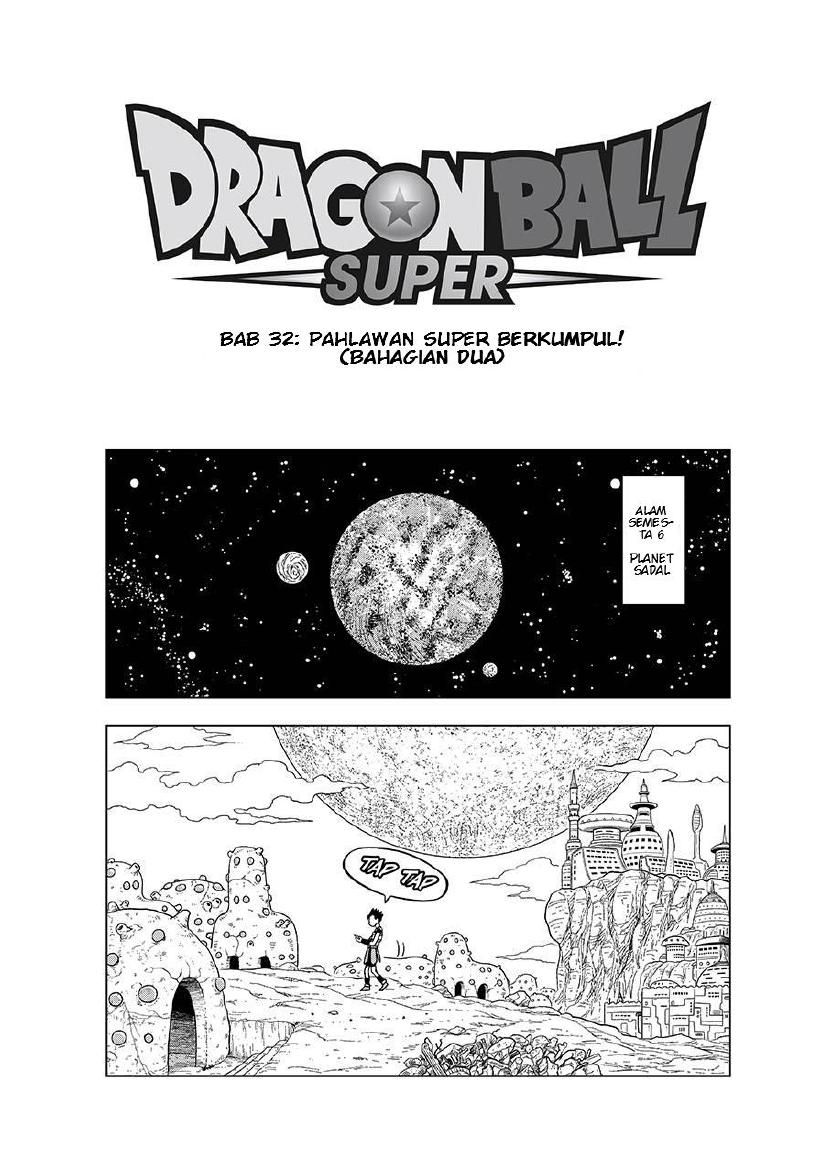 DRAGON BALL
SUPER
BAB 32: PAHLAWAN SUPER BERKUMPUL!
(BAHAGIAN DUA)
ALAM
SEMES-
TA 6
PLANET
SADAL
TAP TAP